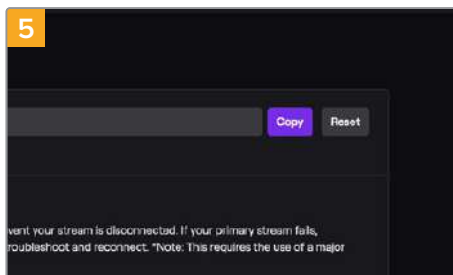 5
Copy Reset
vent your stream is disconnected. If your primary stream fails,
roubleshoot and reconnect. *Note: This requires the use of a major